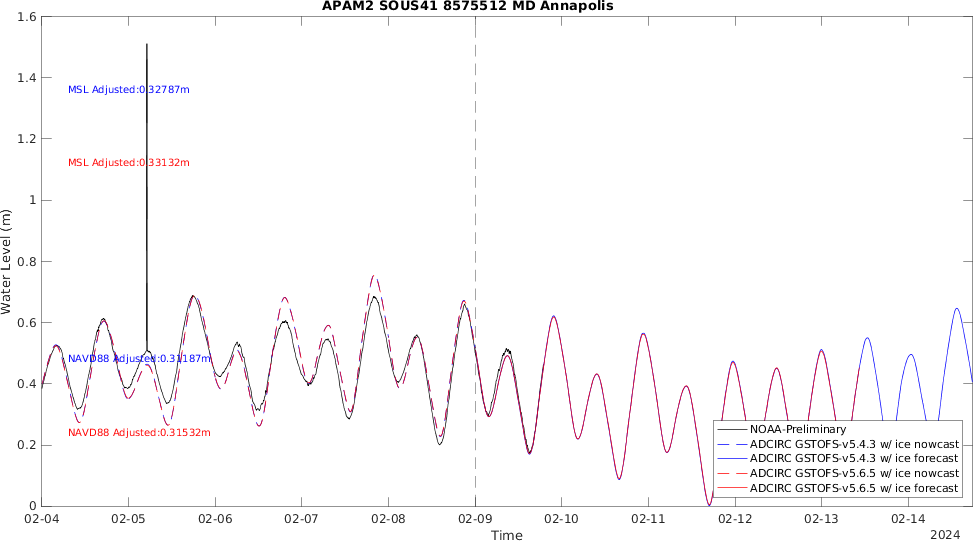 APAM2 SOUS41 8575512 MD Annapolis
1.6
1.4
1.2
1
0.8
0.6
0.4
0.2
0
Water Level (m)
MSL Adjusted:0.32787m
MSL Adjusted:0.33132m
NAVD88 Adjusted:0.31187m
NAVD88 Adjusted:0.31532m
NOAA-Preliminary
ADCIRC GSTOFS-v5.4.3 w/ ice nowcast
ADCIRC GSTOFS-v5.4.3 w/ ice forecast
ADCIRC GSTOFS-v5.6.5 w/ ice nowcast
ADCIRC GSTOFS-v5.6.5 w/ ice forecast
02-04 02-05 02-06 02-07 02-08 02-09 02-10 02-11 02-12 02-13 02-14
Time
2024